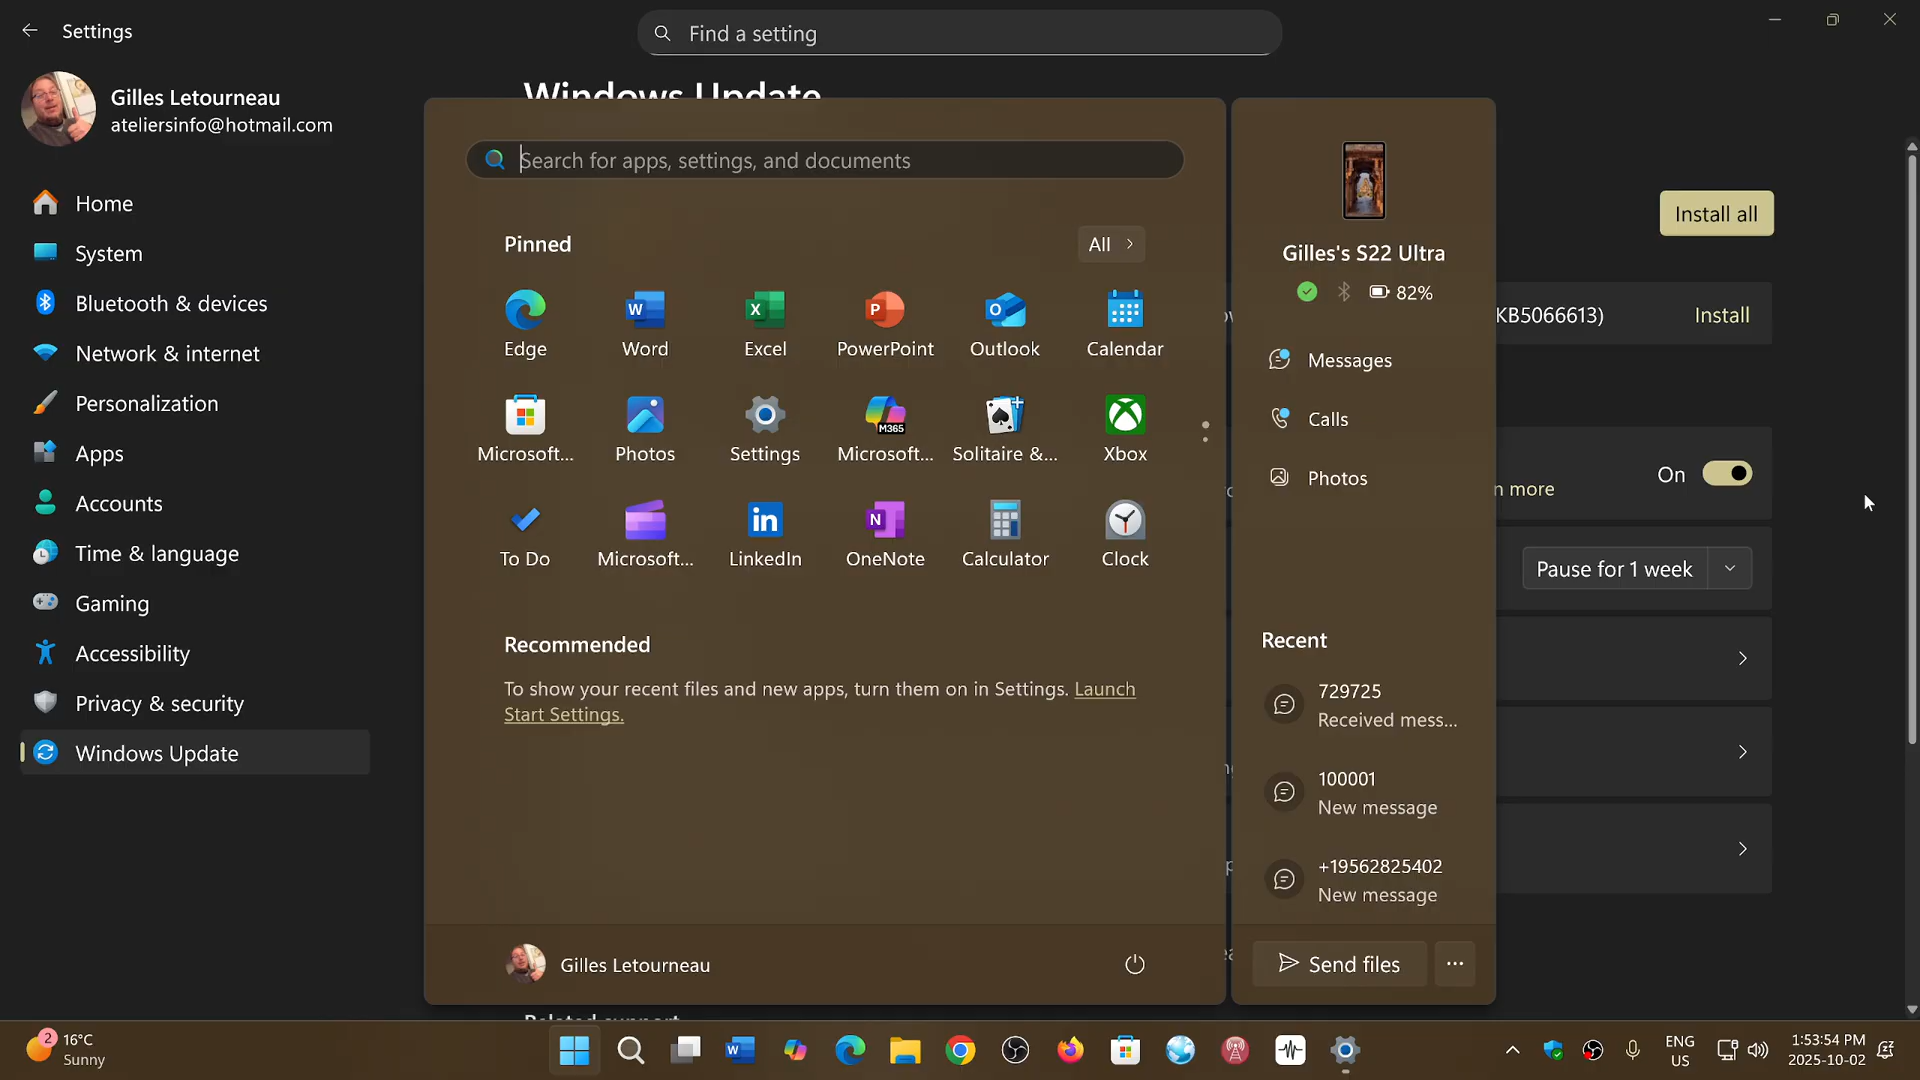 Settings
Find a setting
Gilles Letourneau
ateliersinfo@hotmail.com
Home
System
Bluetooth & devices
Network & internet
Personalization
Apps
Accounts
Time & language
Gaming
Accessibility
Privacy & security
Windows Update
Windows Update
Install all
KB5066613)
Install
n more
On
Pause for 1 week
Search for apps, settings, and documents
Pinned
All
Edge
Word
Excel
PowerPoint
Outlook
Calendar
Microsoft...
Photos
Settings
Microsoft...
Solitaire &...
Xbox
To Do
Microsoft...
LinkedIn
OneNote
Calculator
Clock
Recommended
To show your recent files and new apps, turn them on in Settings. Launch
Start Settings.
Gilles Letourneau
Gilles's S22 Ultra
82%
Messages
Calls
Photos
Recent
729725
Received mess...
100001
New message
+19562825402
New message
Send files
Related support
2
16°C
Sunny
ENG
US
1:53:54 PM
2025-10-02